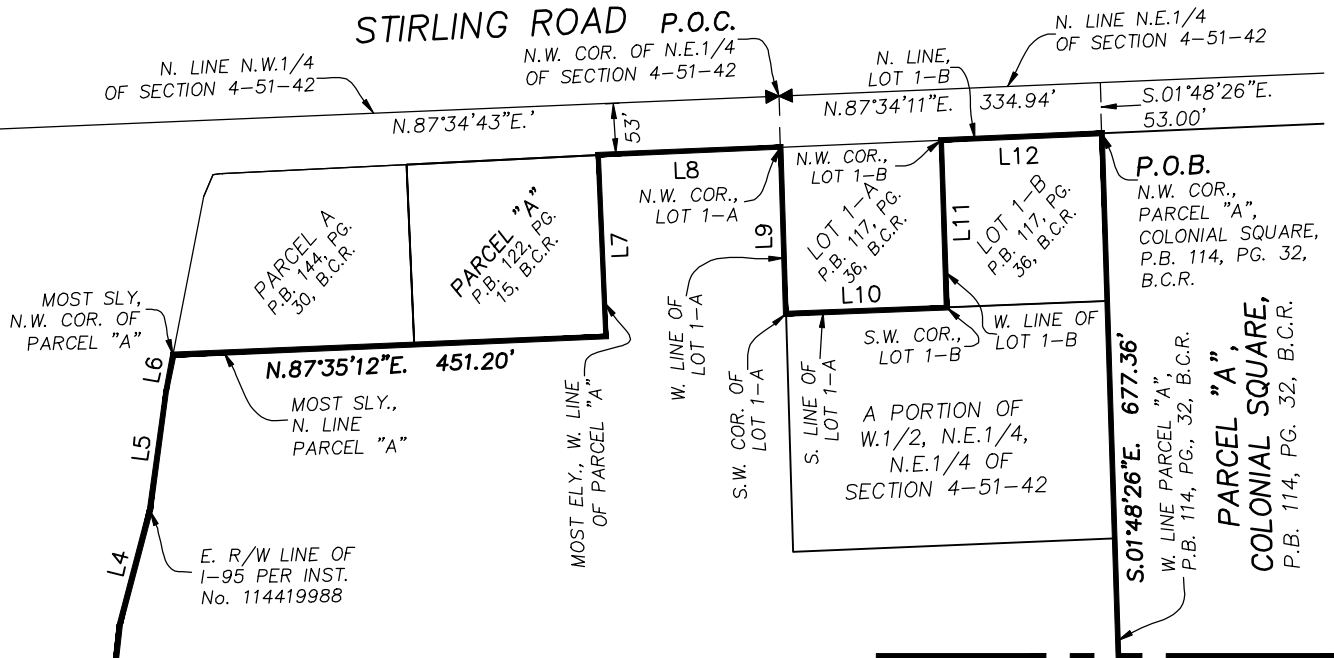 STIRLING ROAD P.O.C.
N.W. COR. OF N.E.1/4
OF SECTION 4-51-42
N. LINE N.W.1/4
OF SECTION 4-51-42
N. LINE N.E.1/4
OF SECTION 4-51-42
N. LINE,
LOT 1-B
N.87°34'43"E.'
53'
N.87°34'11"E. 334.94'
S.01°48'26"E.
53.00'
L8
N.W. COR.,
LOT 1-A
N.W. COR.,
LOT 1-B
L12
P.O.B.
N.W. COR.,
PARCEL "A",
COLONIAL SQUARE,
P.B. 114, PG. 32,
B.C.R.
PARCEL A
P.B. 144, PG.
30, B.C.R.
PARCEL "A"
P.B. 122, PG.
15, B.C.R.
L7
L9
LOT 1-A
P.B. 117, PG.
36, B.C.R.
L11
LOT 1-B
P.B. 117, PG.
36, B.C.R.
L10
MOST SLY,
N.W. COR. OF
PARCEL "A"
L6
N.87°35'12"E. 451.20'
MOST SLY.,
N. LINE
PARCEL "A"
MOST ELY., W. LINE
OF PARCEL "A"
W. LINE OF
LOT 1-A
S.W. COR. OF
LOT 1-A
S. LINE OF
LOT 1-A
S.W. COR.,
LOT 1-B
W. LINE OF
LOT 1-B
A PORTION OF
W.1/2, N.E.1/4,
N.E.1/4 OF
SECTION 4-51-42
S.01°48'26"E. 677.36'
W. LINE PARCEL "A",
P.B. 114, PG., 32, B.C.R.
PARCEL "A",
COLONIAL SQUARE,
P.B. 114, PG. 32, B.C.R.
L5
L4
E. R/W LINE OF
I-95 PER INST.
No. 114419988